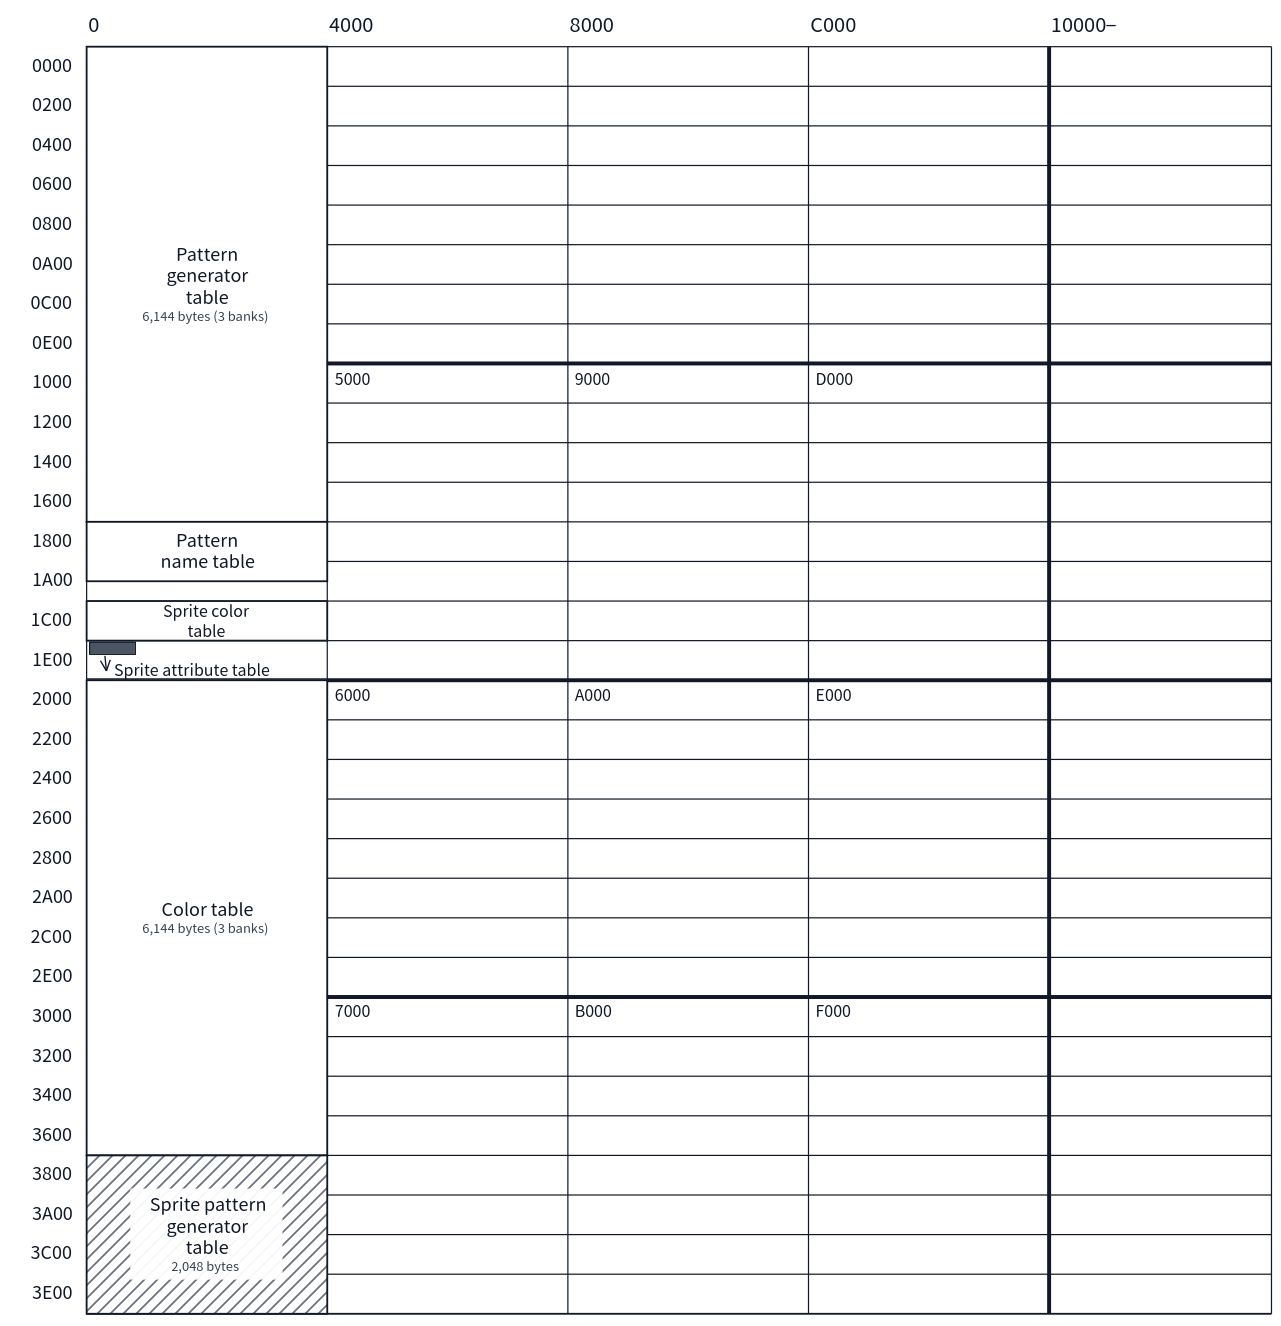 0 4000 8000 C000 10000–
0000
0200
0400
0600
0800
0A00
0C00
0E00
Pattern
generator
table
6,144 bytes (3 banks)
1000 5000 9000 D000
1200
1400
1600
1800
1A00
Pattern
name table
1C00
Sprite color
table
1E00
Sprite attribute table
2000 6000 A000 E000
2200
2400
2600
2800
2A00
2C00
2E00
Color table
6,144 bytes (3 banks)
3000 7000 B000 F000
3200
3400
3600
3800
3A00
3C00
3E00
Sprite pattern
generator
table
2,048 bytes